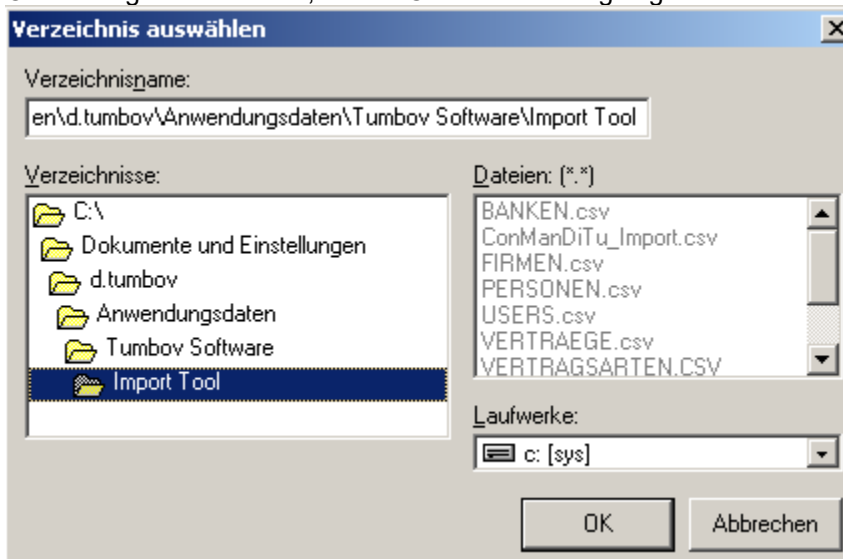 Verzeichnis auswählen
Verzeichnisname:
en\d.tumbov\Anwendungsdaten\Tumbov Software\Import Tool
Verzeichnisse:
C:\
Dokumente und Einstellungen
d.tumbov
Anwendungsdaten
Tumbov Software
Import Tool
Dateien: (*.*)
BANKEN.csv
ConManDiTu_Import.csv
FIRMEN.csv
PERSONEN.csv
USERS.csv
VERTRAEGE.csv
VERTRAGSARTEN.CSV
Laufwerke:
c: [sys]
OK
Abbrechen